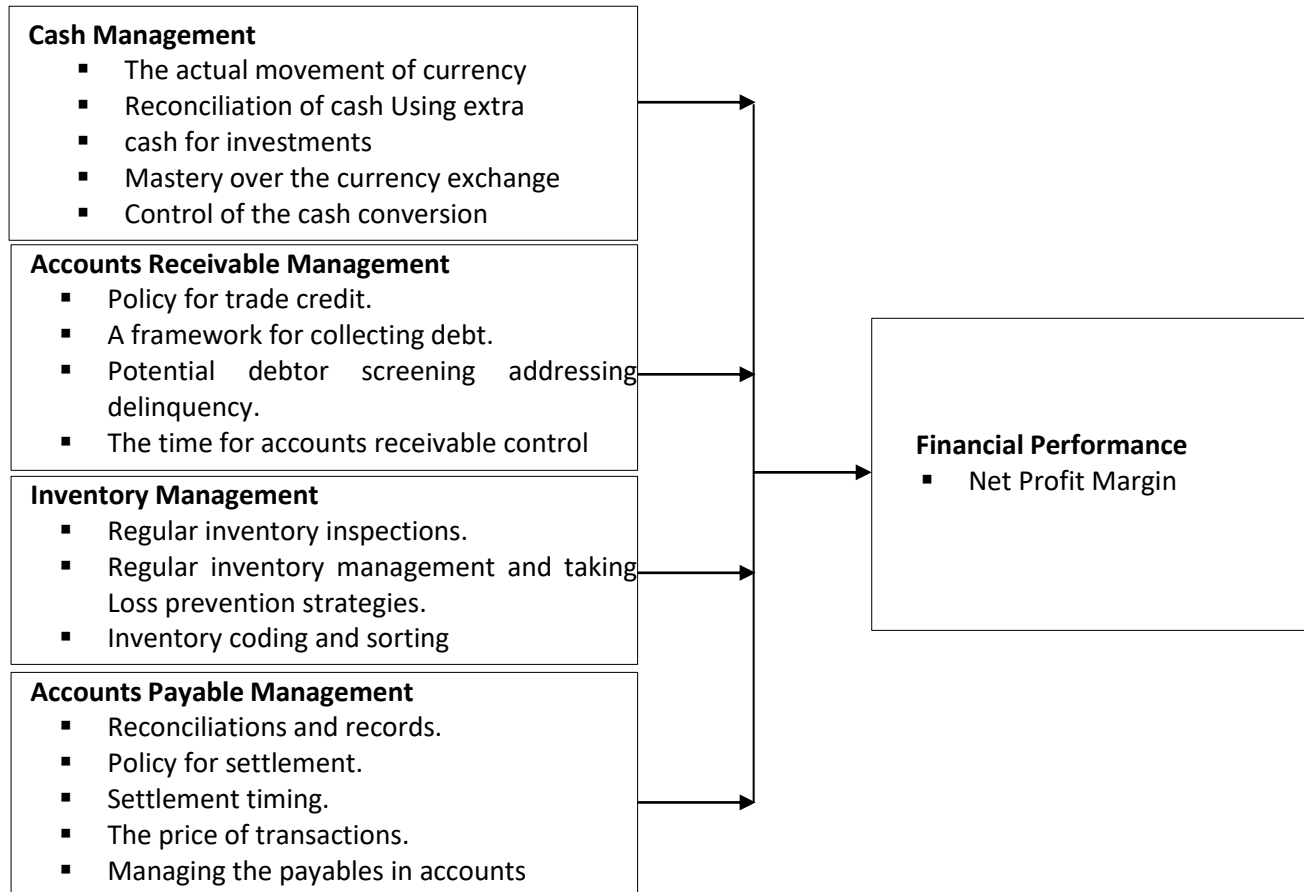 Cash Management
▪ The actual movement of currency
▪ Reconciliation of cash Using extra
▪ cash for investments
▪ Mastery over the currency exchange
▪ Control of the cash conversion
Accounts Receivable Management
▪ Policy for trade credit.
▪ A framework for collecting debt.
▪ Potential debtor screening addressing
delinquency.
▪ The time for accounts receivable control
Inventory Management
▪ Regular inventory inspections.
▪ Regular inventory management and taking
Loss prevention strategies.
▪ Inventory coding and sorting
Accounts Payable Management
▪ Reconciliations and records.
▪ Policy for settlement.
▪ Settlement timing.
▪ The price of transactions.
▪ Managing the payables in accounts
Financial Performance
▪ Net Profit Margin